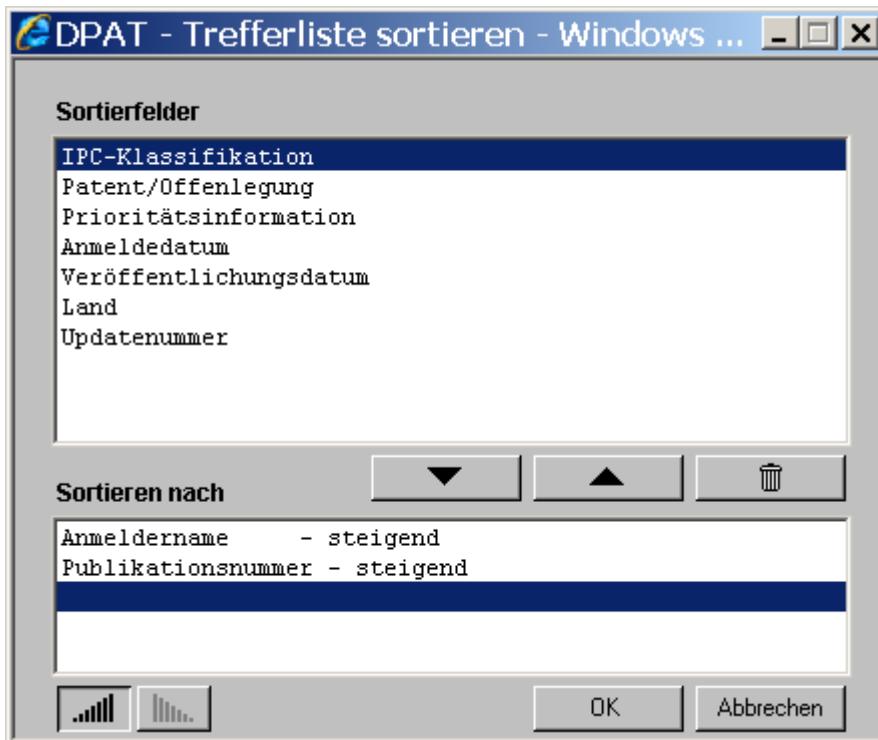 DPAT - Trefferliste sortieren - Windows ...
Sortierfelder
IPC-Klassifikation
Patent/Offenlegung
Prioritätsinformation
Anmeldedatum
Veröffentlichungsdatum
Land
Updatenummer
Sortieren nach
Anmeldername - steigend
Publikationsnummer - steigend
OK Abbrechen